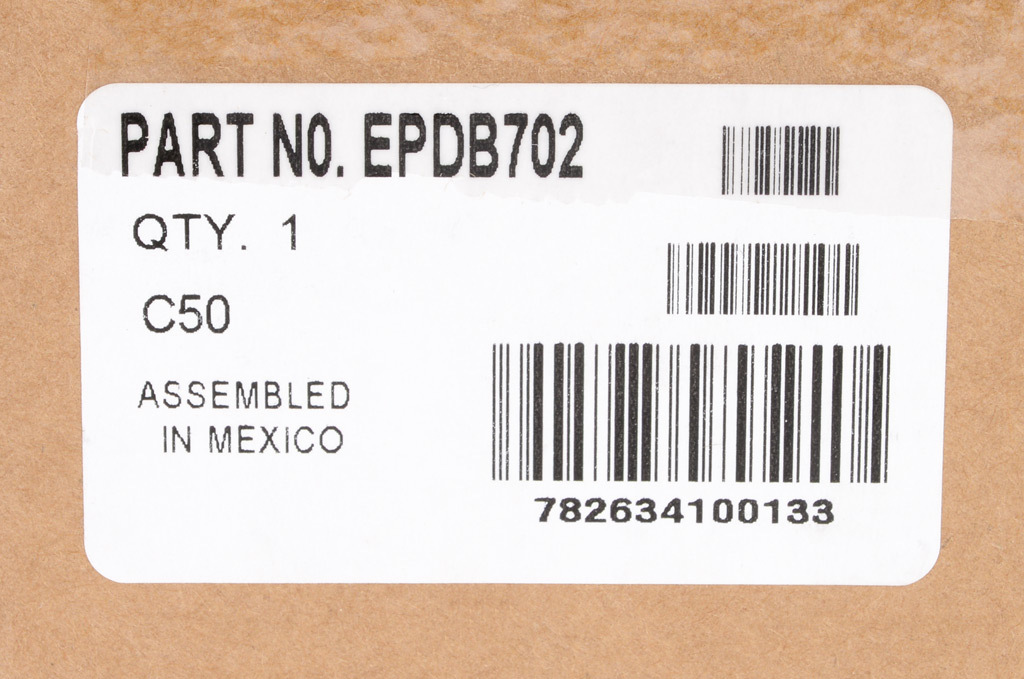 PART NO. EPDB702
QTY. 1
C50
ASSEMBLED
IN MEXICO
782634100133